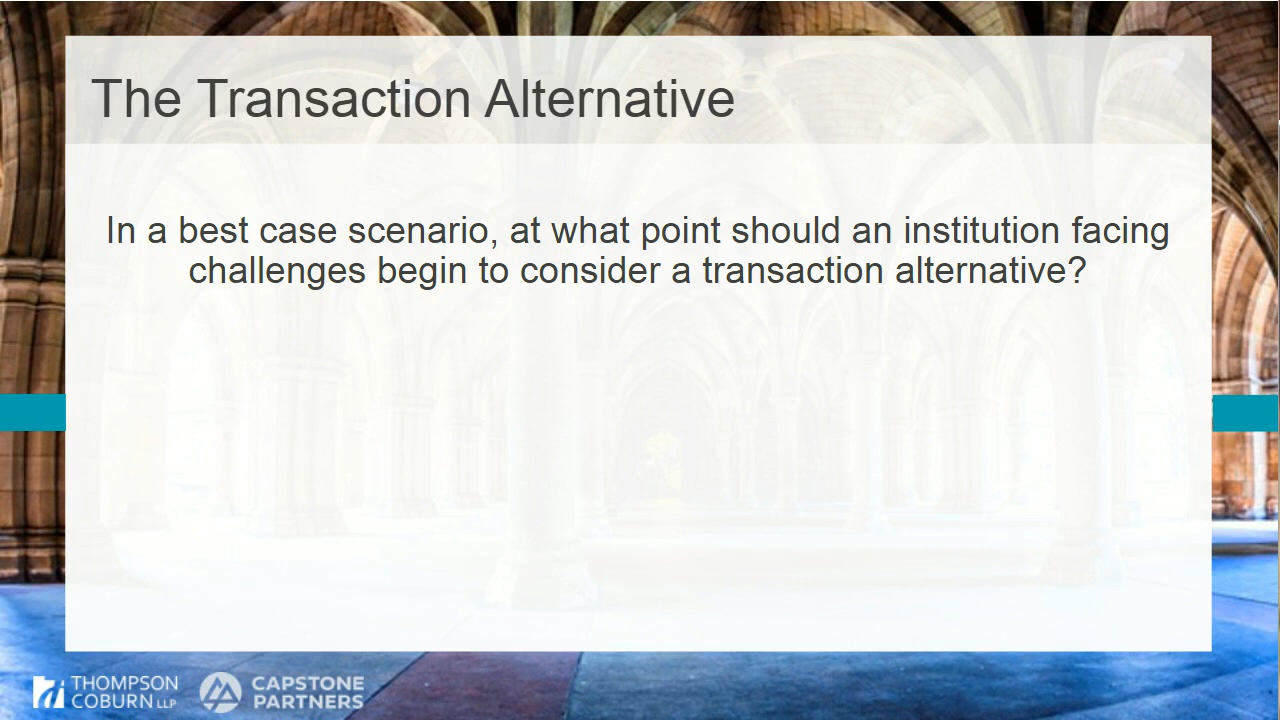 The Transaction Alternative
In a best case scenario, at what point should an institution facing
challenges begin to consider a transaction alternative?
THOMPSON
COBURN LLP
CAPSTONE
PARTNERS